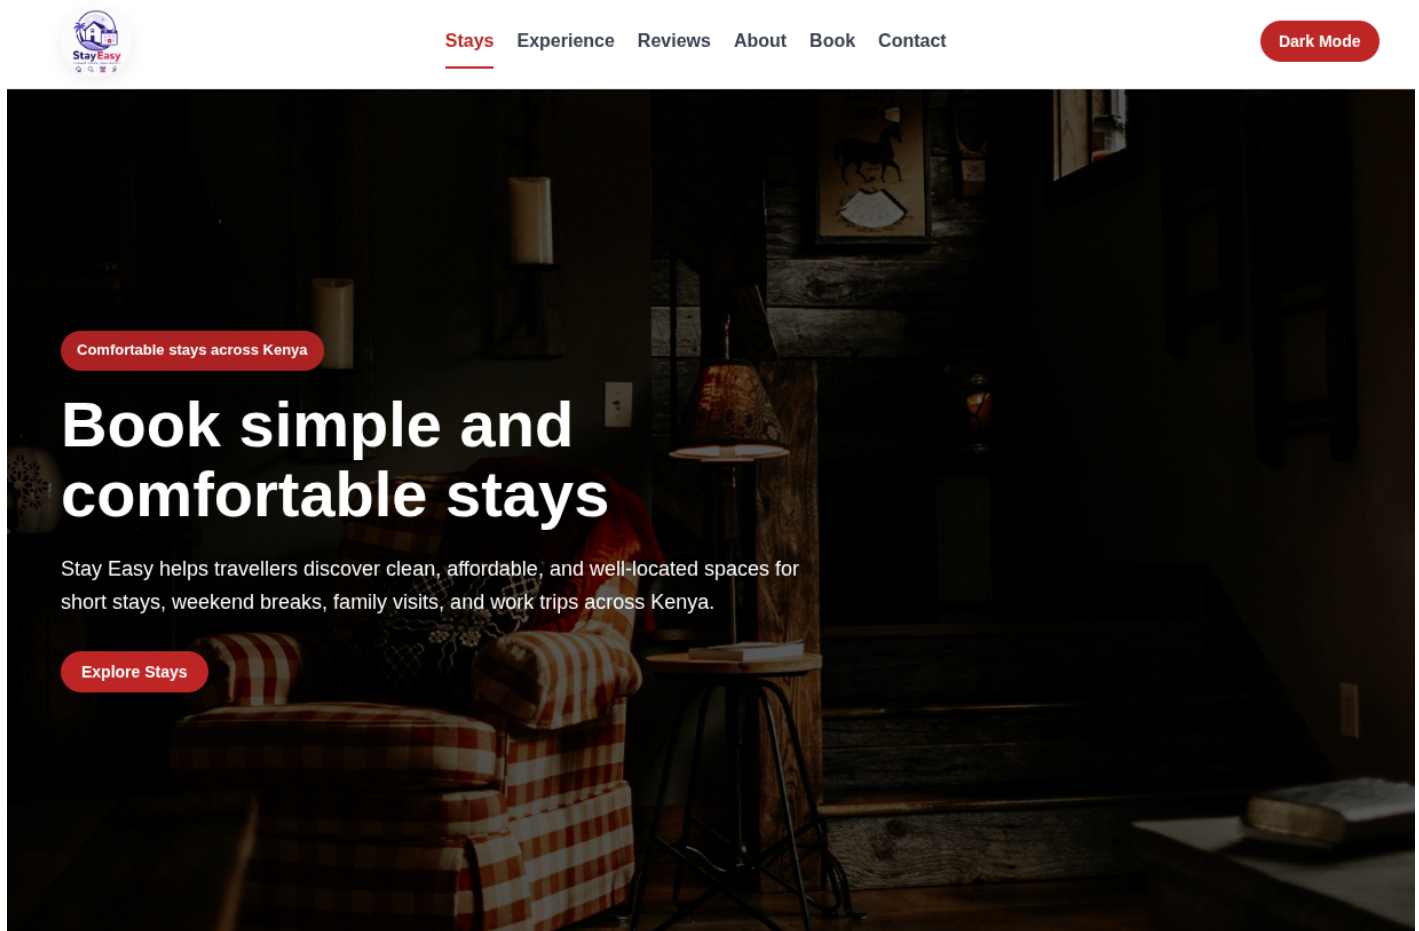 StayEasy
Stays
Experience
Reviews
About
Book
Contact
Dark Mode
Comfortable stays across Kenya
Book simple and
comfortable stays
Stay Easy helps travellers discover clean, affordable, and well-located spaces for
short stays, weekend breaks, family visits, and work trips across Kenya.
Explore Stays